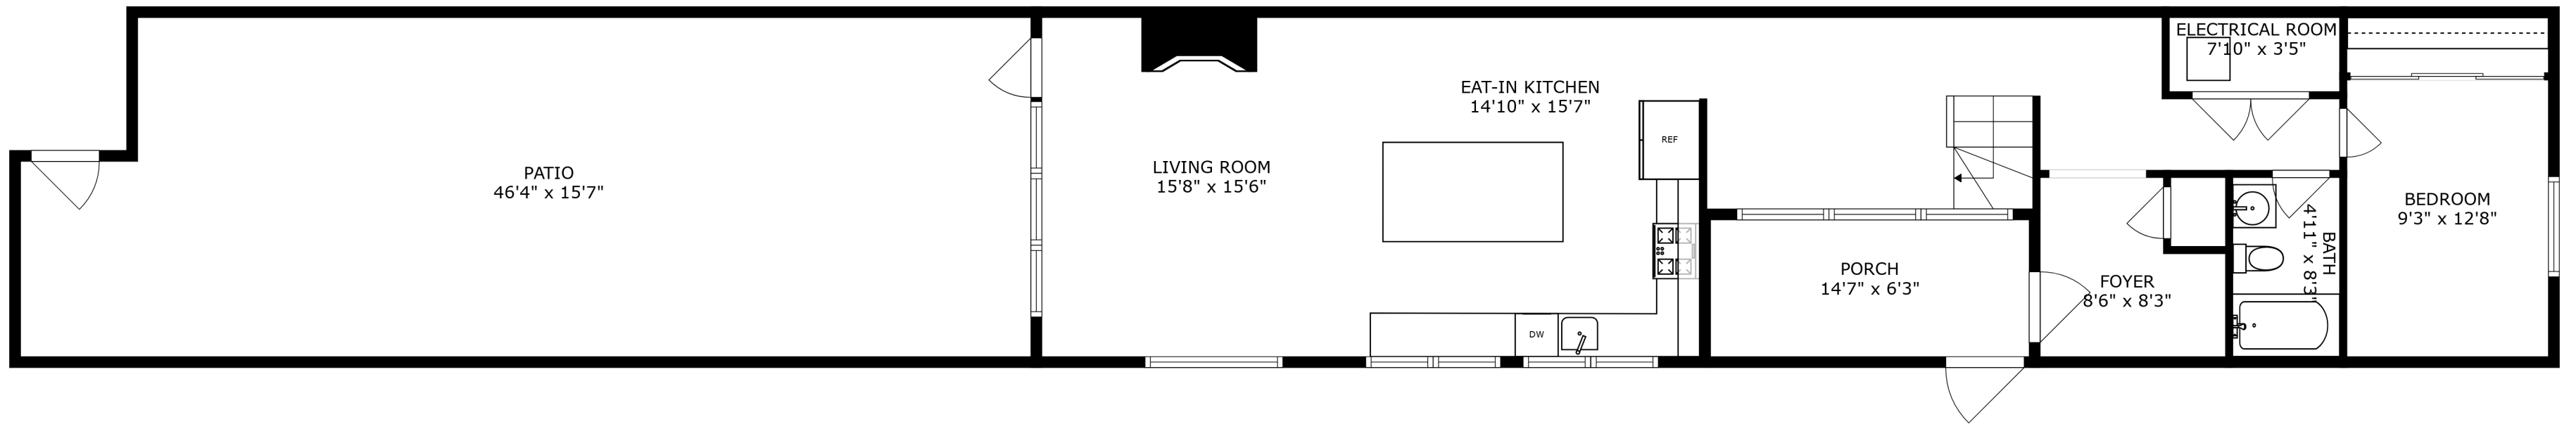 PATIO
46'4" x 15'7"
LIVING ROOM
15'8" x 15'6"
EAT-IN KITCHEN
14'10" x 15'7"
REF
DW
PORCH
14'7" x 6'3"
FOYER
8'6" x 8'3"
ELECTRICAL ROOM
7'10" x 3'5"
BATH
4'11" x 8'3"
BEDROOM
9'3" x 12'8"